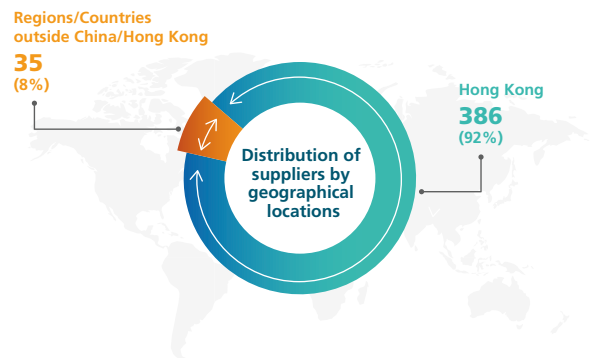 Regions/Countries
outside China/Hong Kong
35
(8%)
Hong Kong
386
(92%)
Distribution of
suppliers by
geographical
locations